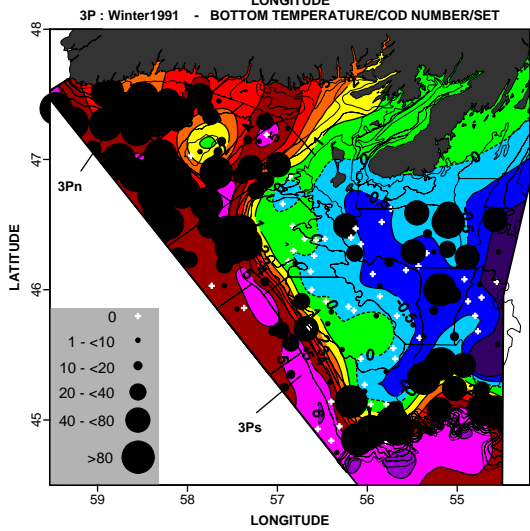 LONGITUDE
3P : Winter1991 - BOTTOM TEMPERATURE/COD NUMBER/SET
48
47
46
45
LATITUDE
3Pn
3Ps
0
1 - <10
10 - <20
20 - <40
40 - <80
>80
59 58 57 56 55
LONGITUDE